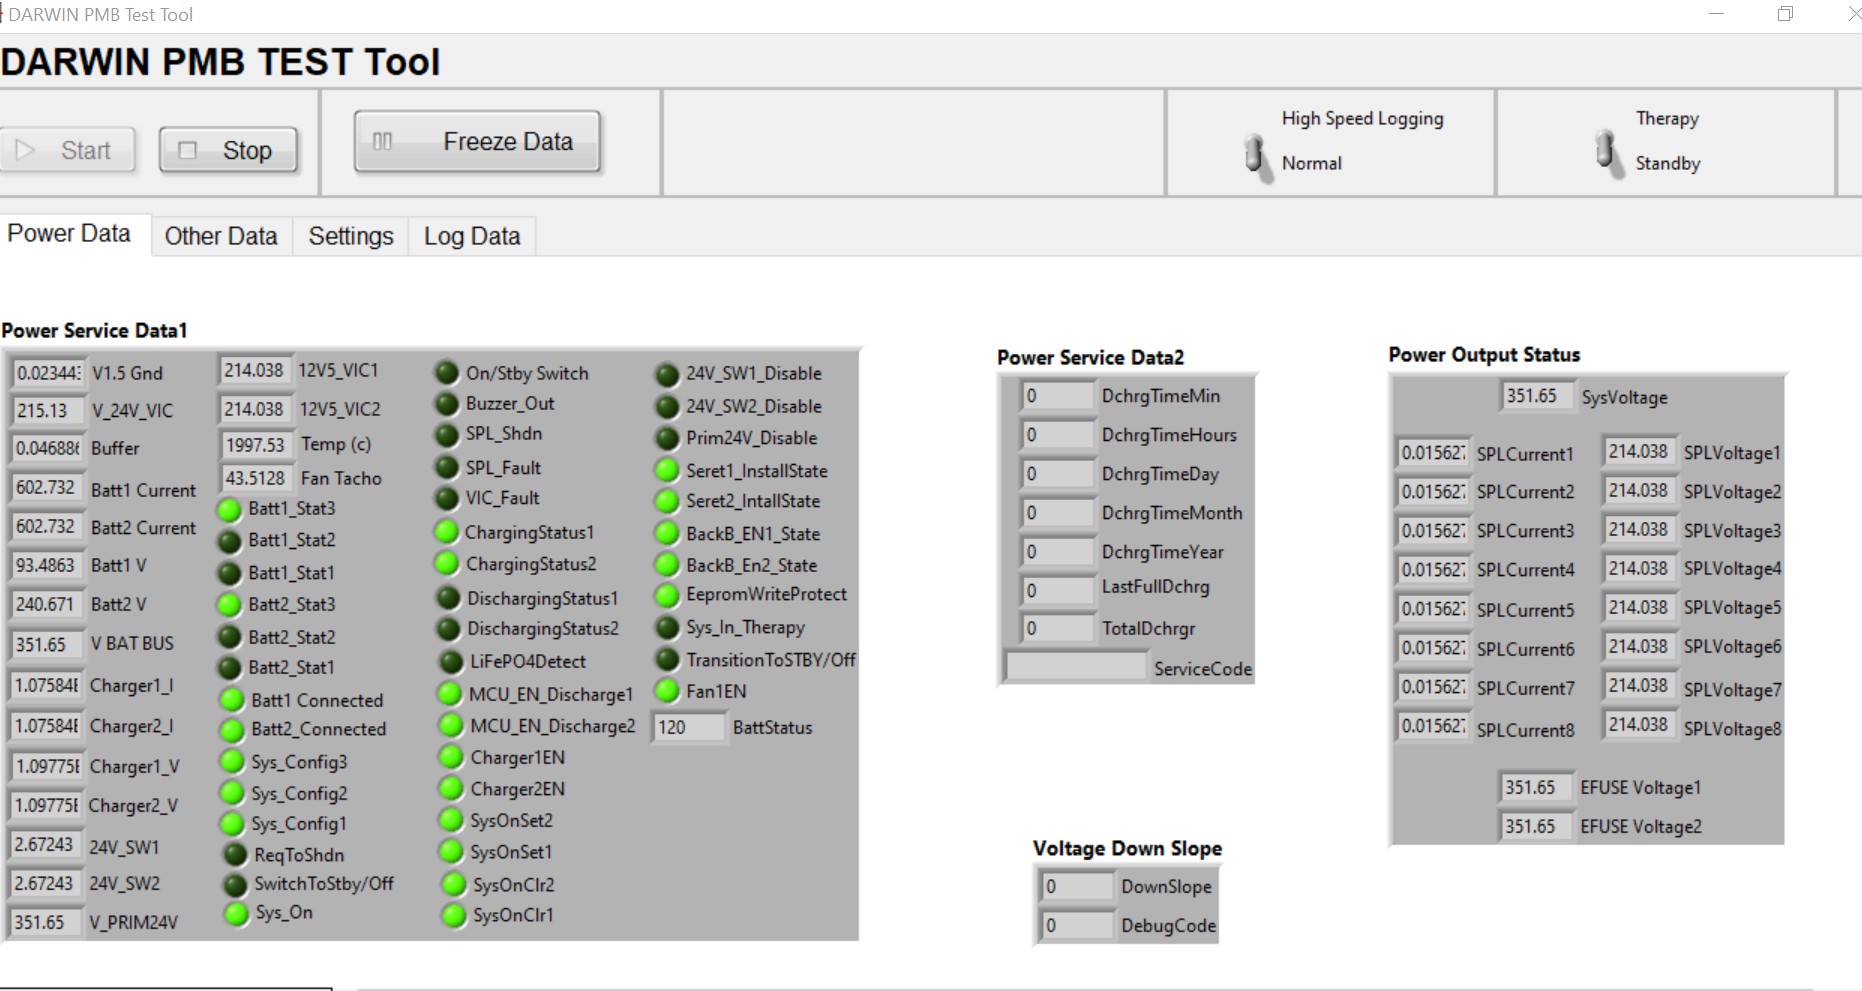 DARWIN PMB Test Tool
DARWIN PMB TEST Tool
Start
Stop
Freeze Data
High Speed Logging
Normal
Therapy
Standby
Power Data
Other Data
Settings
Log Data
Power Service Data1
0.02344 V1.5 Gnd
215.13 V_24V_VIC
0.04688 Buffer
602.732 Batt1 Current
602.732 Batt2 Current
93.4863 Batt1 V
240.671 Batt2 V
351.65 V BAT BUS
1.07584E Charger1_I
1.07584E Charger2_I
1.09775E Charger1_V
1.09775E Charger2_V
2.67243 24V_SW1
2.67243 24V_SW2
351.65 V_PRIM24V
214.038 12V5_VIC1
214.038 12V5_VIC2
1997.53 Temp (c)
43.5128 Fan Tacho
Batt1_Stat3
Batt1_Stat2
Batt1_Stat1
Batt2_Stat3
Batt2_Stat2
Batt2_Stat1
Batt1 Connected
Batt2_Connected
Sys_Config3
Sys_Config2
Sys_Config1
ReqToShdn
SwitchToStby/Off
Sys_On
On/Stby Switch
Buzzer_Out
SPL_Shdn
SPL_Fault
VIC_Fault
ChargingStatus1
ChargingStatus2
DischargingStatus1
DischargingStatus2
LiFePO4Detect
MCU_EN_Discharge1
MCU_EN_Discharge2
Charger1EN
Charger2EN
SysOnSet2
SysOnSet1
SysOnClr2
SysOnClr1
24V_SW1_Disable
24V_SW2_Disable
Prim24V_Disable
Seret1_InstallState
Seret2_IntallState
BackB_EN1_State
BackB_En2_State
EepromWriteProtect
Sys_In_Therapy
TransitionToSTBY/Off
Fan1EN
120 BattStatus
Power Service Data2
0 DchrgTimeMin
0 DchrgTimeHours
0 DchrgTimeDay
0 DchrgTimeMonth
0 DchrgTimeYear
0 LastFullDchrg
0 TotalDchrgr
ServiceCode
Voltage Down Slope
0 DownSlope
0 DebugCode
Power Output Status
351.65 SysVoltage
0.01562 SPLCurrent1 214.038 SPLVoltage1
0.01562 SPLCurrent2 214.038 SPLVoltage2
0.01562 SPLCurrent3 214.038 SPLVoltage3
0.01562 SPLCurrent4 214.038 SPLVoltage4
0.01562 SPLCurrent5 214.038 SPLVoltage5
0.01562 SPLCurrent6 214.038 SPLVoltage6
0.01562 SPLCurrent7 214.038 SPLVoltage7
0.01562 SPLCurrent8 214.038 SPLVoltage8
351.65 EFUSE Voltage1
351.65 EFUSE Voltage2